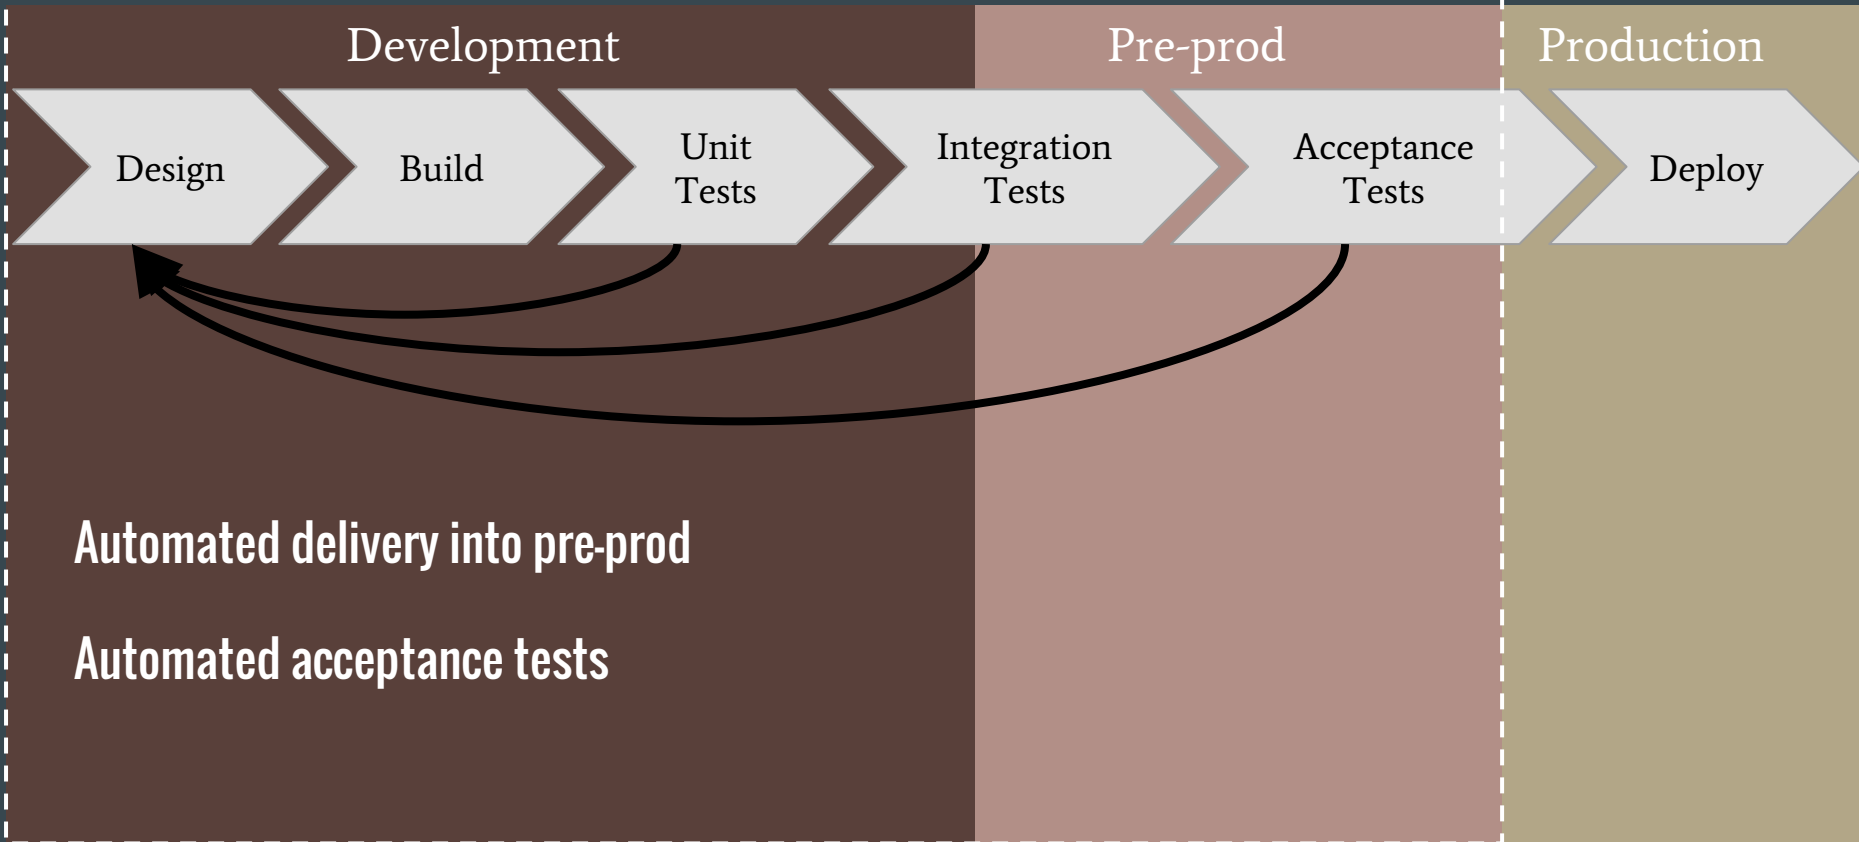 Development
Pre-prod
Production
Design
Build
Unit
Tests
Integration
Tests
Acceptance
Tests
Deploy
Automated delivery into pre-prod
Automated acceptance tests